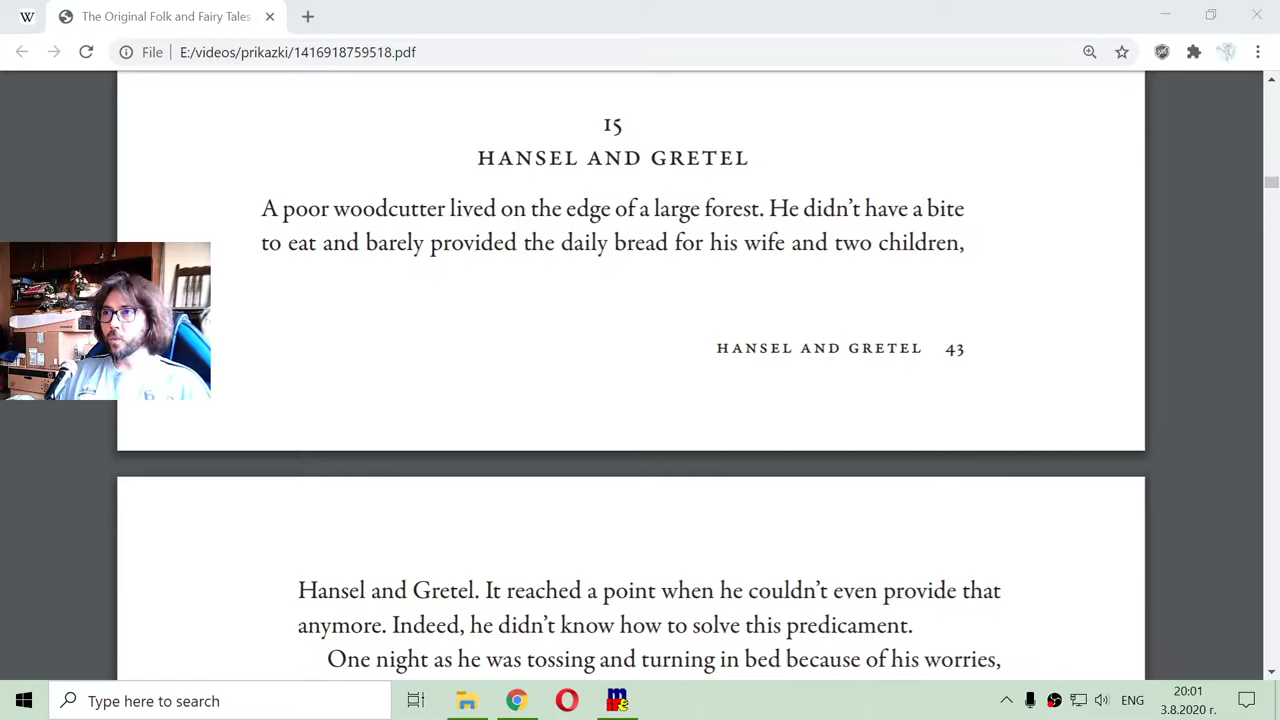 The Original Folk and Fairy Tales
File
E:/videos/prikazki/1416918759518.pdf
15
HANSEL AND GRETEL
A poor woodcutter lived on the edge of a large forest. He didn't have a bite
to eat and barely provided the daily bread for his wife and two children,
HANSEL AND GRETEL 43
Hansel and Gretel. It reached a point when he couldn't even provide that
anymore. Indeed, he didn't know how to solve this predicament.
One night as he was tossing and turning in bed because of his worries,
Type here to search
ЕНГ
20:01
3.8.2020 г.